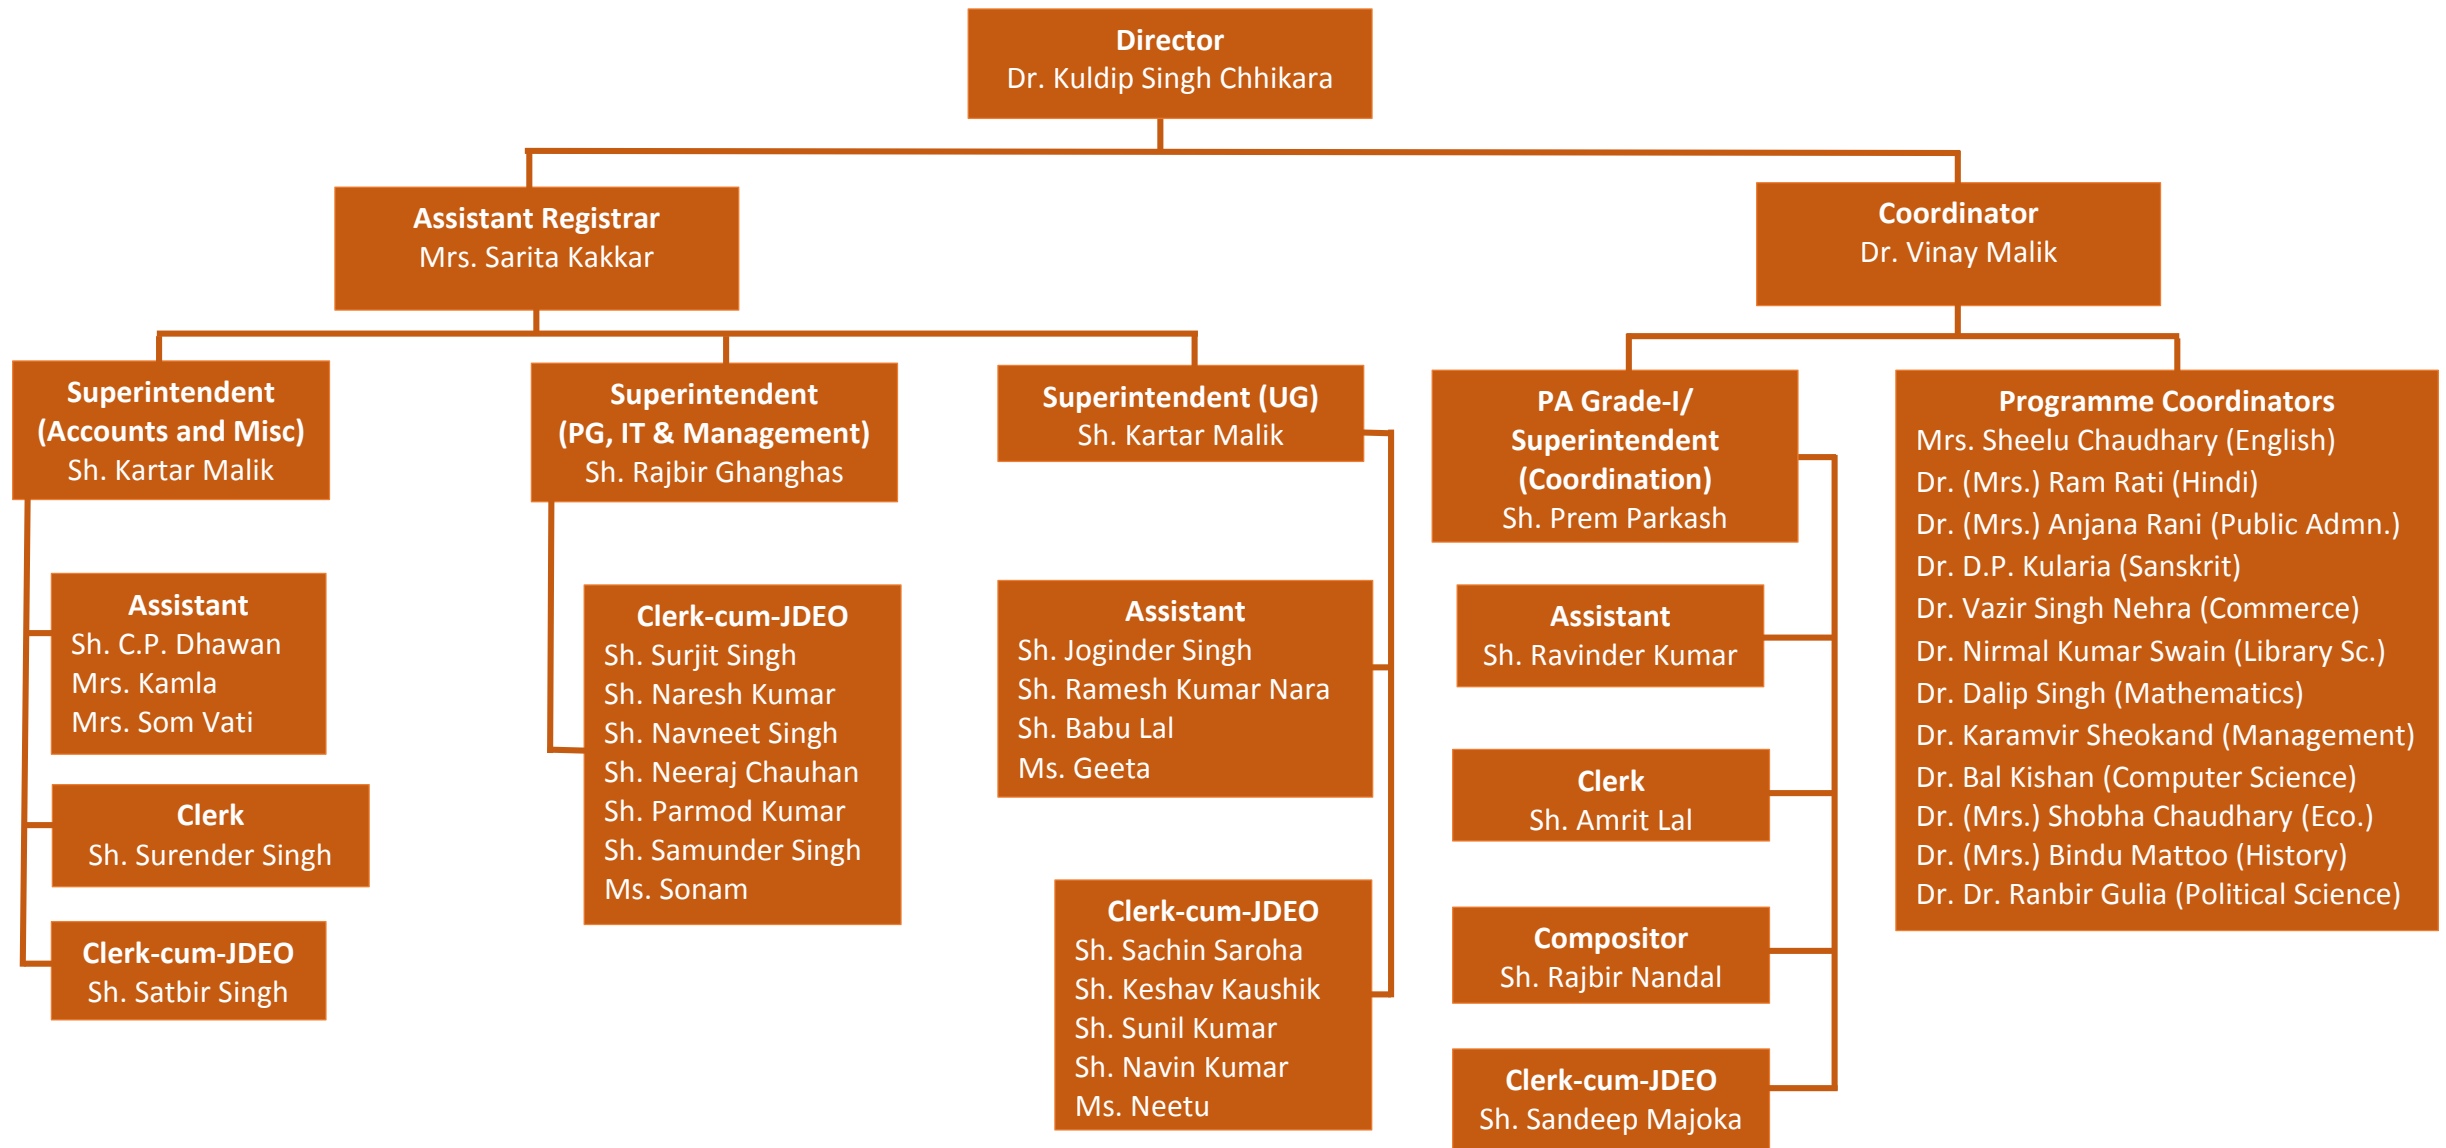 Director
Dr. Kuldip Singh Chhikara
Assistant Registrar
Mrs. Sarita Kakkar
Coordinator
Dr. Vinay Malik
Superintendent
(Accounts and Misc)
Sh. Kartar Malik
Assistant
Sh. C.P. Dhawan
Mrs. Kamla
Mrs. Som Vati
Clerk
Sh. Surender Singh
Clerk-cum-JDEO
Sh. Satbir Singh
Superintendent
(PG, IT & Management)
Sh. Rajbir Ghanghas
Clerk-cum-JDEO
Sh. Surjit Singh
Sh. Naresh Kumar
Sh. Navneet Singh
Sh. Neeraj Chauhan
Sh. Parmod Kumar
Sh. Samunder Singh
Ms. Sonam
Superintendent (UG)
Sh. Kartar Malik
Assistant
Sh. Joginder Singh
Sh. Ramesh Kumar Nara
Sh. Babu Lal
Ms. Geeta
Clerk-cum-JDEO
Sh. Sachin Saroha
Sh. Keshav Kaushik
Sh. Sunil Kumar
Sh. Navin Kumar
Ms. Neetu
PA Grade-I/
Superintendent
(Coordination)
Sh. Prem Parkash
Assistant
Sh. Ravinder Kumar
Clerk
Sh. Amrit Lal
Compositor
Sh. Rajbir Nandal
Clerk-cum-JDEO
Sh. Sandeep Majoka
Programme Coordinators
Mrs. Sheelu Chaudhary (English)
Dr. (Mrs.) Ram Rati (Hindi)
Dr. (Mrs.) Anjana Rani (Public Admn.)
Dr. D.P. Kularia (Sanskrit)
Dr. Vazir Singh Nehra (Commerce)
Dr. Nirmal Kumar Swain (Library Sc.)
Dr. Dalip Singh (Mathematics)
Dr. Karamvir Sheokand (Management)
Dr. Bal Kishan (Computer Science)
Dr. (Mrs.) Shobha Chaudhary (Eco.)
Dr. (Mrs.) Bindu Mattoo (History)
Dr. Dr. Ranbir Gulia (Political Science)